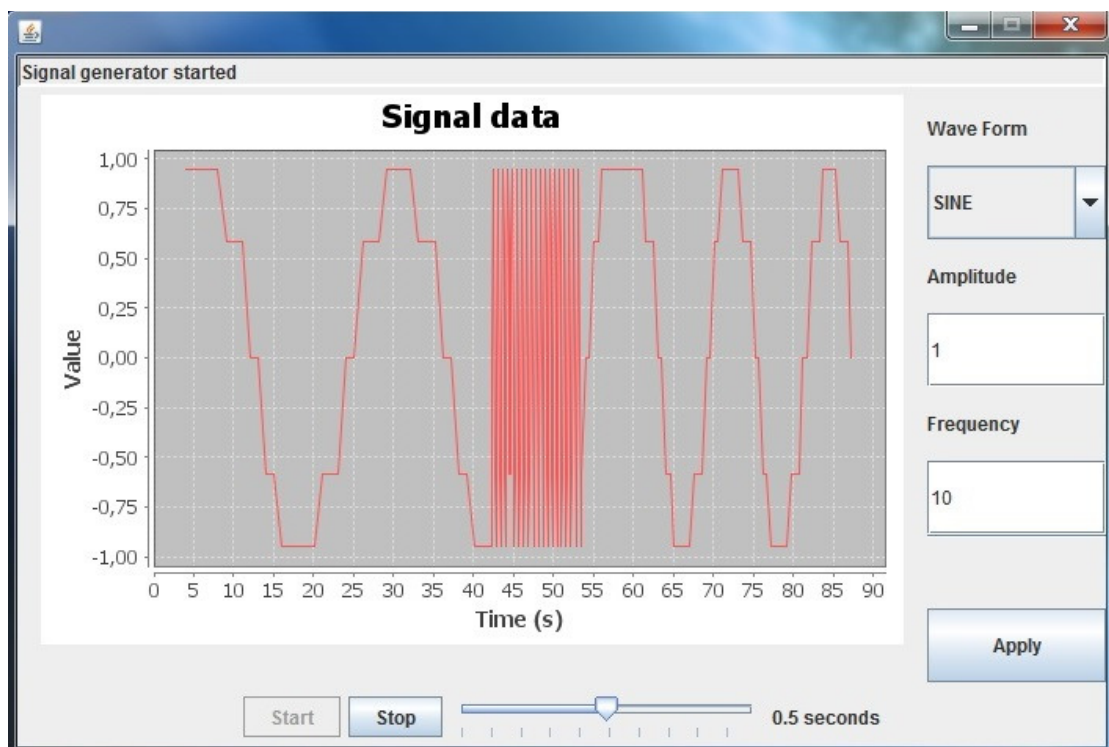 Signal generator started
Signal data
Wave Form
SINE
Amplitude
1
Frequency
10
Apply
1,00
0,75
0,50
0,25
0,00
-0,25
-0,50
-0,75
-1,00
Value
0 5 10 15 20 25 30 35 40 45 50 55 60 65 70 75 80 85 90
Time (s)
Start Stop 0.5 seconds